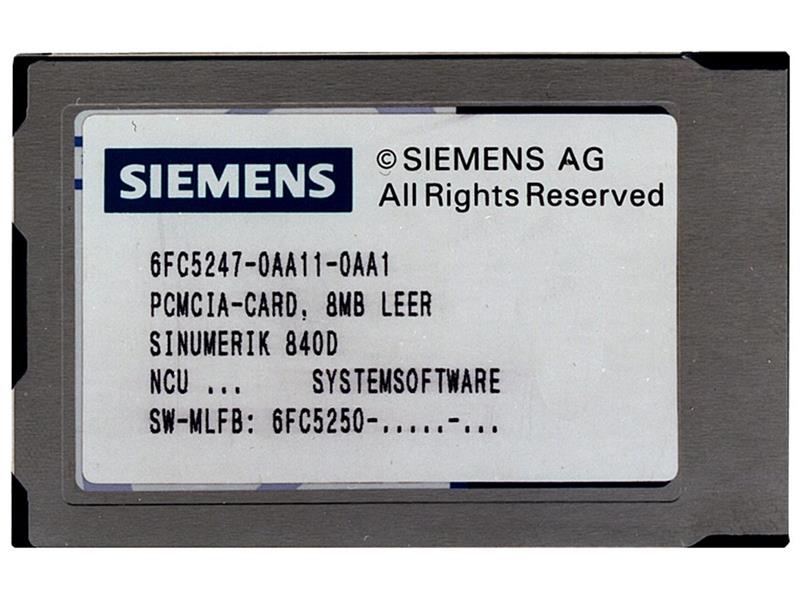 SIEMENS
© SIEMENS AG
All Rights Reserved
6FC5247-0AA11-0AA1
PCMCIA-CARD, 8MB LEER
SINUMERIK 840D
NCU ... SYSTEMSOFTWARE
SW-MLFB: 6FC5250-.....-...